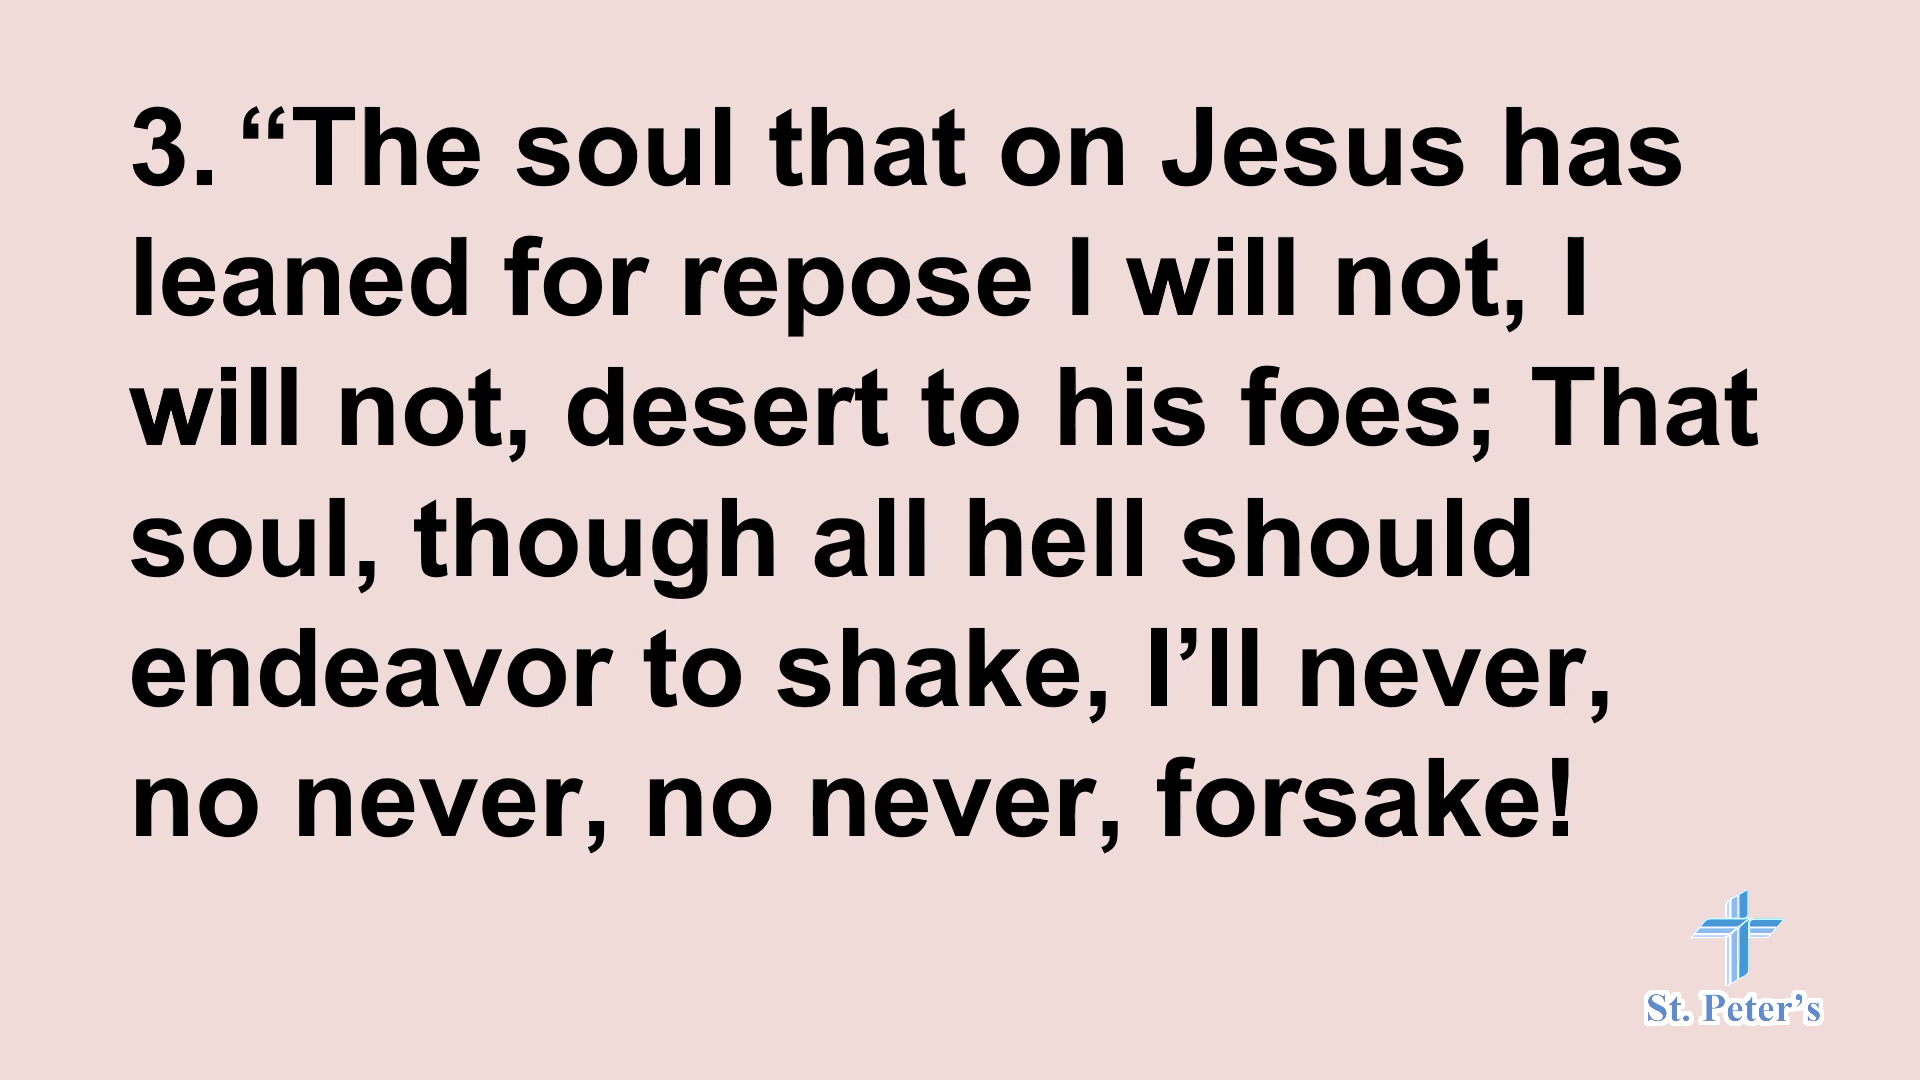 3. “The soul that on Jesus has
leaned for repose I will not, I
will not, desert to his foes; That
soul, though all hell should
endeavor to shake, I’ll never,
no never, no never, forsake!
St. Peter’s